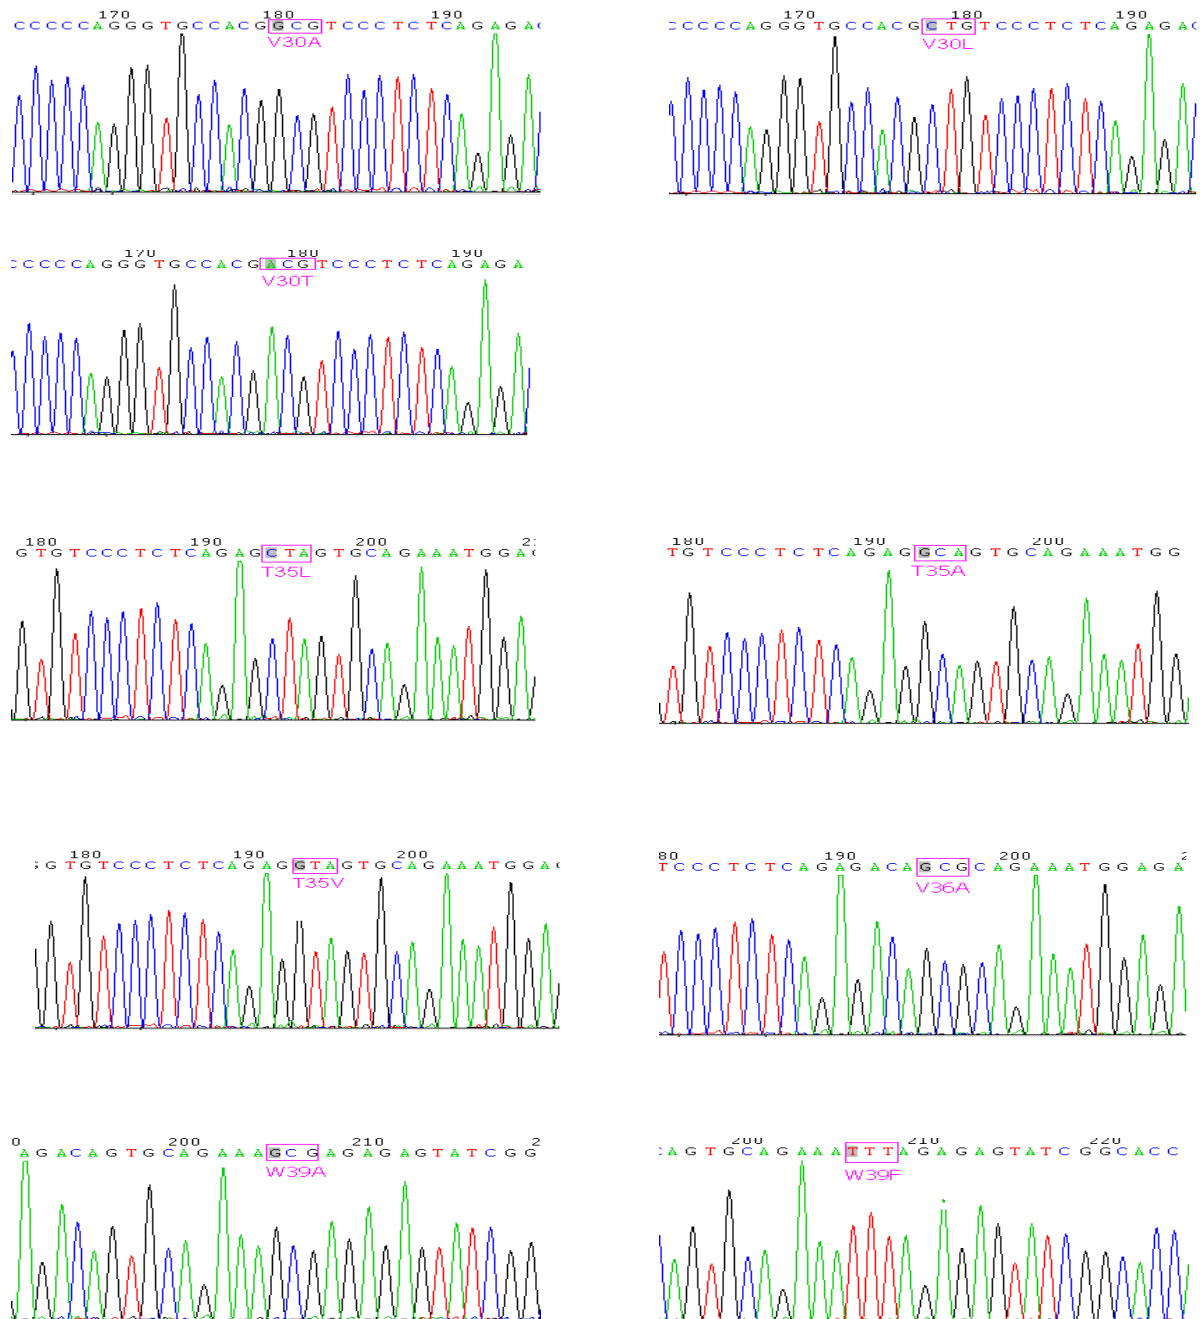 170 180 190
CCCCCAGGGTGCCACGGCGTCCCTCTCAGAGA
V30A
170 180 190
CCCCCAGGGTGCCACGCTGTCCCTCTCAGAGA
V30L
170 180 190
CCCCCAGGGTGCCACGACGTCCCTCTCAGAGA
V30T
180 190 200
GTGTCCCTCTCAGAGCTAGTGCAGAAATGGA
T35L
180 190 200
TGTCCCTCTCAGAGGCAGTGCAGAAATGG
T35A
180 190 200
GTGTCCCTCTCAGAGGTAGTGCAGAAATGGA
T35V
80 190 200
TCCCTCTCAGAGACAGCGCAGAAATGGAGA
V36A
0 200 210 2
AGACAGTGCAGAAAGCGAGAGAGTATCGG
W39A
200 210 220
AGTGCAGAAATTTAGAGAGTATCGGCACC
W39F